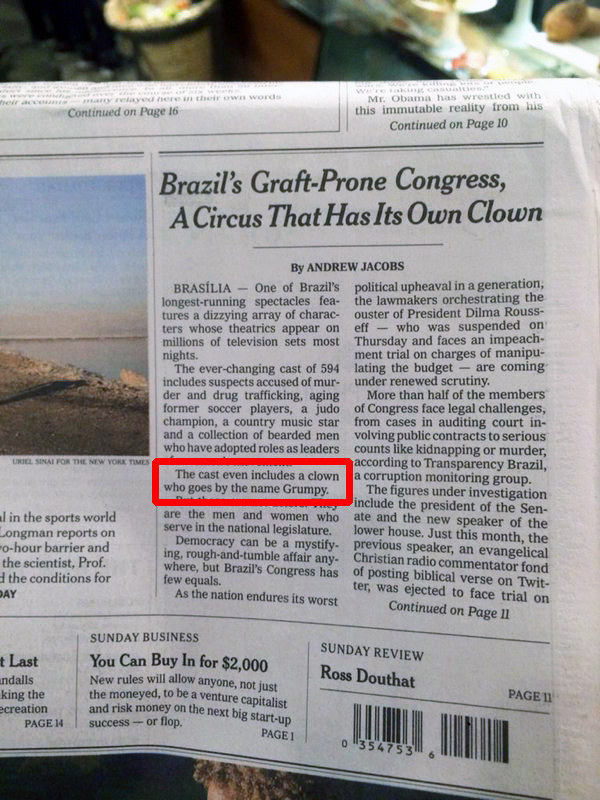 many relayed here in their own words
Continued on Page 16
We're taking casualties."
Mr. Obama has wrestled with
this immutable reality from his
Continued on Page 10
Brazil's Graft-Prone Congress,
A Circus That Has Its Own Clown
By ANDREW JACOBS
BRASÍLIA — One of Brazil's
longest-running spectacles fea-
tures a dizzying array of charac-
ters whose theatrics appear on
millions of television sets most
nights.
The ever-changing cast of 594
includes suspects accused of mur-
der and drug trafficking, aging
former soccer players, a judo
champion, a country music star
and a collection of bearded men
who have adopted roles as leaders
The cast even includes a clown
who goes by the name Grumpy.
are the men and women who
serve in the national legislature.
Democracy can be a mystify-
ing, rough-and-tumble affair any-
where, but Brazil's Congress has
few equals.
As the nation endures its worst
political upheaval in a generation,
the lawmakers orchestrating the
ouster of President Dilma Rouss-
eff — who was suspended on
Thursday and faces an impeach-
ment trial on charges of manipu-
lating the budget — are coming
under renewed scrutiny.
More than half of the members
of Congress face legal challenges,
from cases in auditing court in-
volving public contracts to serious
counts like kidnapping or murder,
according to Transparency Brazil,
a corruption monitoring group.
The figures under investigation
include the president of the Sen-
ate and the new speaker of the
lower house. Just this month, the
previous speaker, an evangelical
Christian radio commentator fond
of posting biblical verse on Twit-
ter, was ejected to face trial on
Continued on Page 11
URIEL SINAI FOR THE NEW YORK TIMES
al in the sports world
Longman reports on
vo-hour barrier and
the scientist, Prof.
d the conditions for
DAY
t Last
andalls
king the
ecreation
PAGE 14
SUNDAY BUSINESS
You Can Buy In for $2,000
New rules will allow anyone, not just
the moneyed, to be a venture capitalist
and risk money on the next big start-up
success — or flop.
PAGE 1
SUNDAY REVIEW
Ross Douthat
PAGE 11
0 354753 6